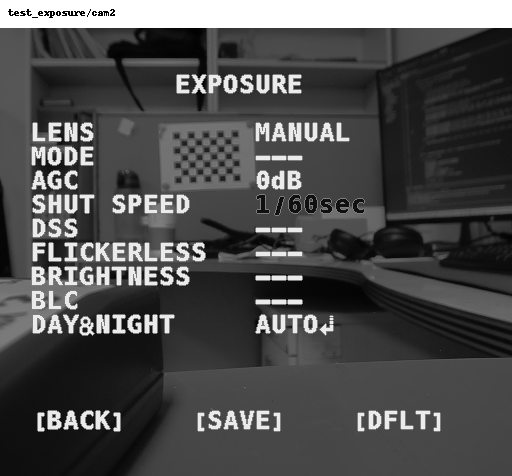 test_exposure/cam2
EXPOSURE
LENS MANUAL
MODE ---
AGC 0dB
SHUT SPEED 1/60sec
DSS ---
FLICKERLESS ---
BRIGHTNESS ---
BLC ---
DAY&NIGHT AUTO↲
[BACK] [SAVE] [DFLT]